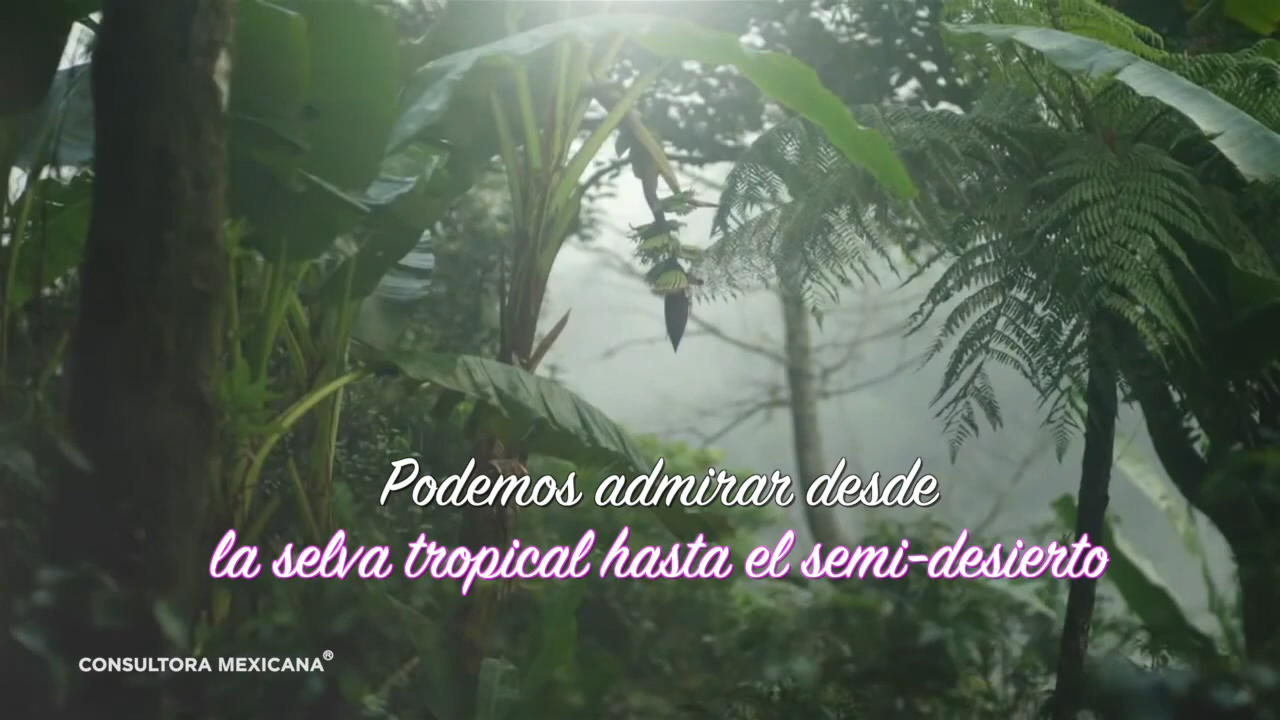 Podemos admirar desde
la selva tropical hasta el semi-desierto
CONSULTORA MEXICANA®